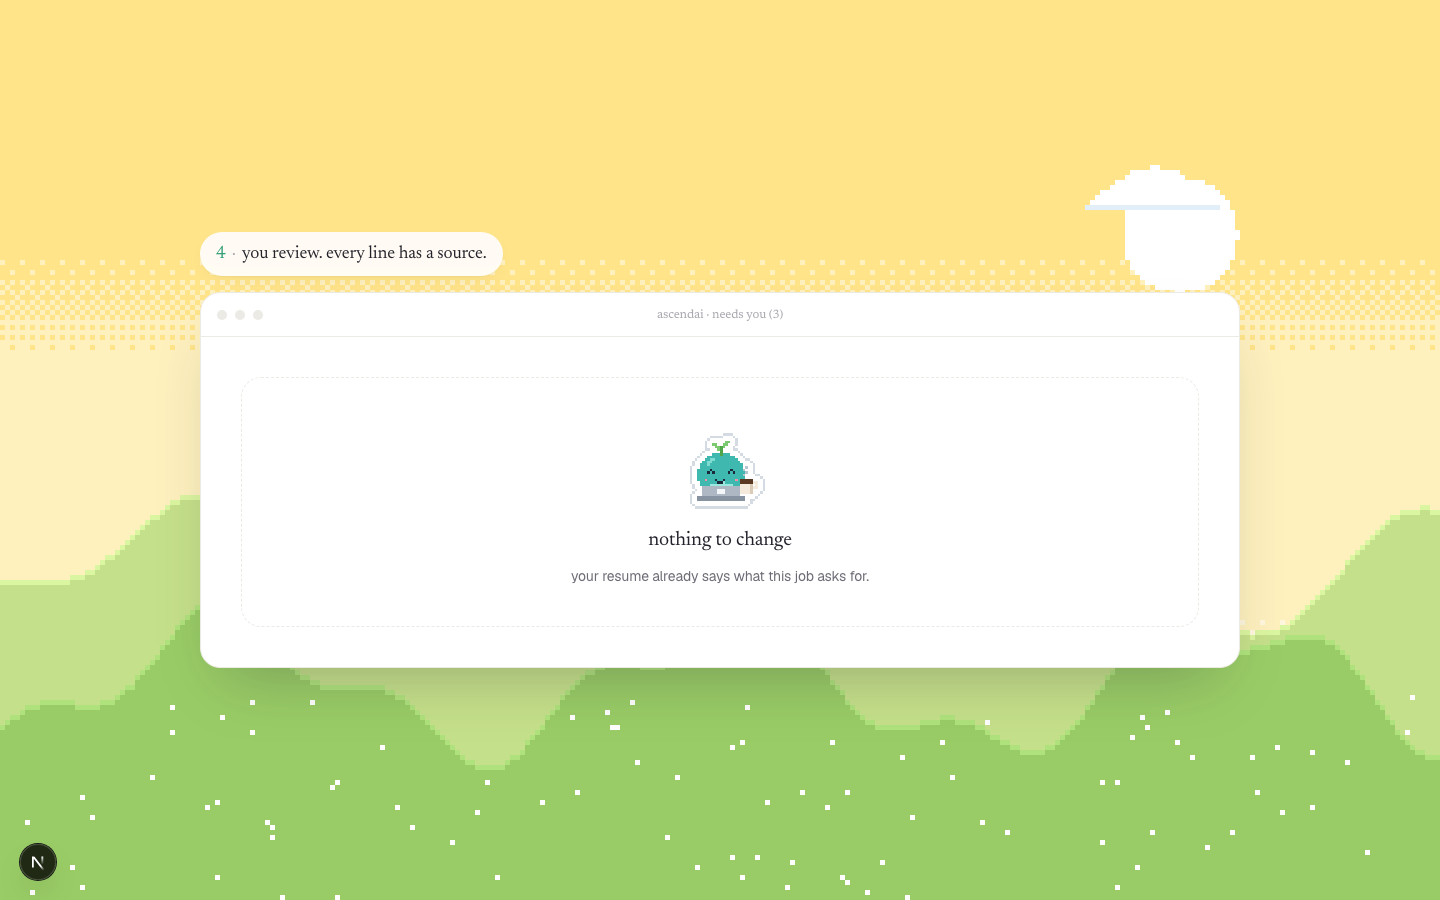 4 · you review. every line has a source.
ascendai · needs you (3)
nothing to change
your resume already says what this job asks for.
N